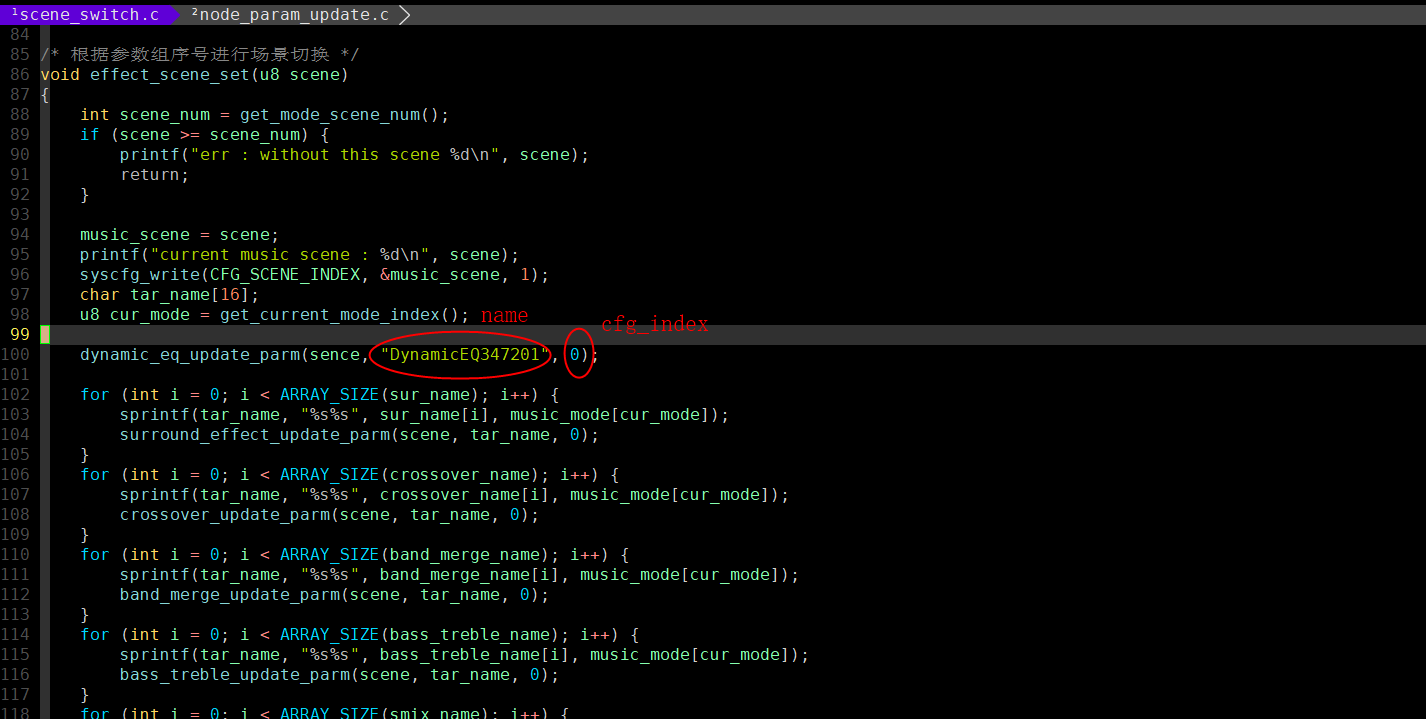 ¹scene_switch.c ²node_param_update.c
84
85 /* 根据参数组序号进行场景切换 */
86 void effect_scene_set(u8 scene)
87 {
88     int scene_num = get_mode_scene_num();
89     if (scene >= scene_num) {
90         printf("err : without this scene %d\n", scene);
91         return;
92     }
93
94     music_scene = scene;
95     printf("current music scene : %d\n", scene);
96     syscfg_write(CFG_SCENE_INDEX, &music_scene, 1);
97     char tar_name[16];
98     u8 cur_mode = get_current_mode_index(); name
cfg_index
99
100     dynamic_eq_update_parm(sence, "DynamicEQ347201", 0);
101
102     for (int i = 0; i < ARRAY_SIZE(sur_name); i++) {
103         sprintf(tar_name, "%s%s", sur_name[i], music_mode[cur_mode]);
104         surround_effect_update_parm(scene, tar_name, 0);
105     }
106     for (int i = 0; i < ARRAY_SIZE(crossover_name); i++) {
107         sprintf(tar_name, "%s%s", crossover_name[i], music_mode[cur_mode]);
108         crossover_update_parm(scene, tar_name, 0);
109     }
110     for (int i = 0; i < ARRAY_SIZE(band_merge_name); i++) {
111         sprintf(tar_name, "%s%s", band_merge_name[i], music_mode[cur_mode]);
112         band_merge_update_parm(scene, tar_name, 0);
113     }
114     for (int i = 0; i < ARRAY_SIZE(bass_treble_name); i++) {
115         sprintf(tar_name, "%s%s", bass_treble_name[i], music_mode[cur_mode]);
116         bass_treble_update_parm(scene, tar_name, 0);
117     }
118     for (int i = 0; i < ARRAY_SIZE(smix_name); i++) {